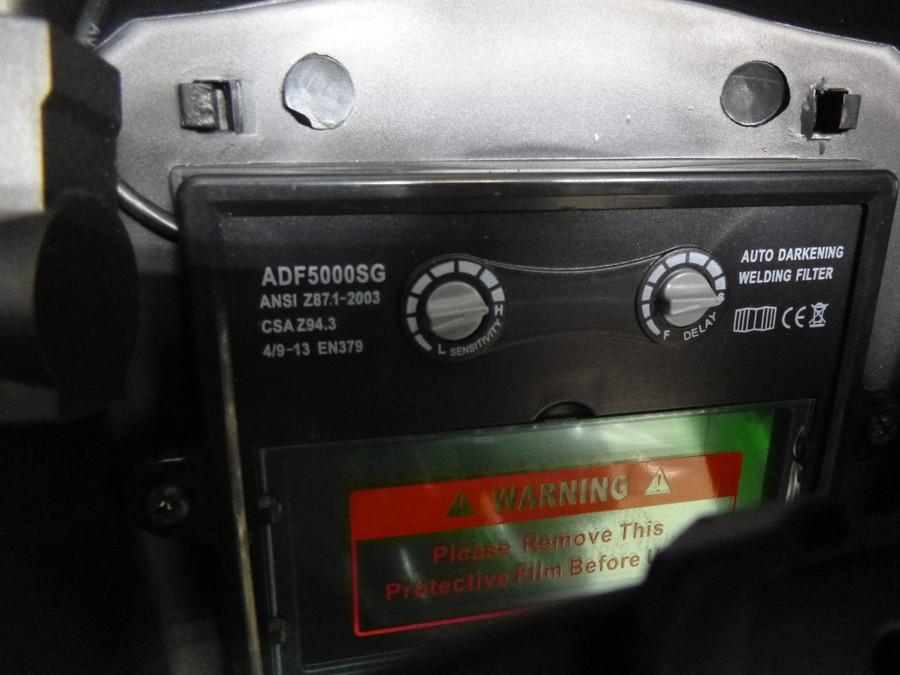 ADF5000SG
ANSI Z87.1-2003
CSA Z94.3
4/9-13 EN379
H
L SENSITIVITY
S
F DELAY
AUTO DARKENING
WELDING FILTER
CE
WARNING
Please Remove This
Protective Film Before